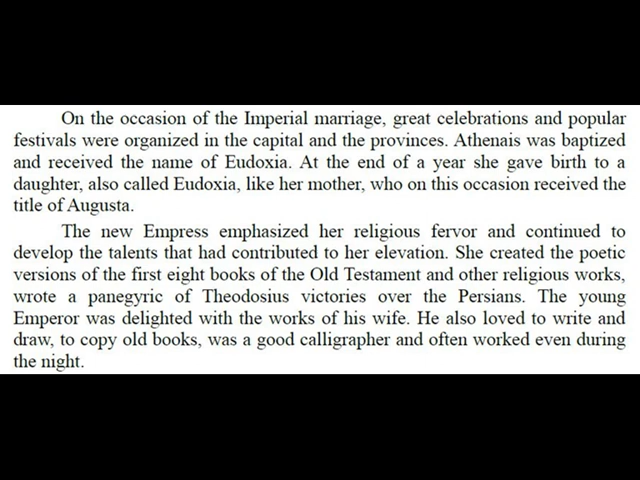 On the occasion of the Imperial marriage, great celebrations and popular
festivals were organized in the capital and the provinces. Athenais was baptized
and received the name of Eudoxia. At the end of a year she gave birth to a
daughter, also called Eudoxia, like her mother, who on this occasion received the
title of Augusta.
The new Empress emphasized her religious fervor and continued to
develop the talents that had contributed to her elevation. She created the poetic
versions of the first eight books of the Old Testament and other religious works,
wrote a panegyric of Theodosius victories over the Persians. The young
Emperor was delighted with the works of his wife. He also loved to write and
draw, to copy old books, was a good calligrapher and often worked even during
the night.